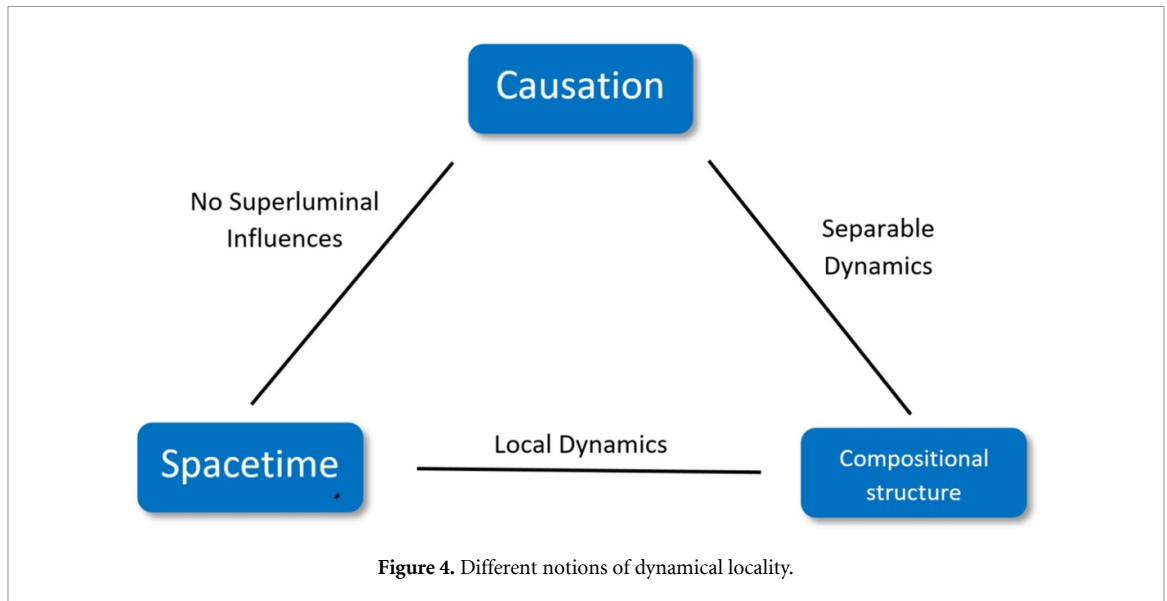 Causation
No Superluminal
Influences
Separable
Dynamics
Spacetime
Local Dynamics
Compositional
structure
Figure 4. Different notions of dynamical locality.